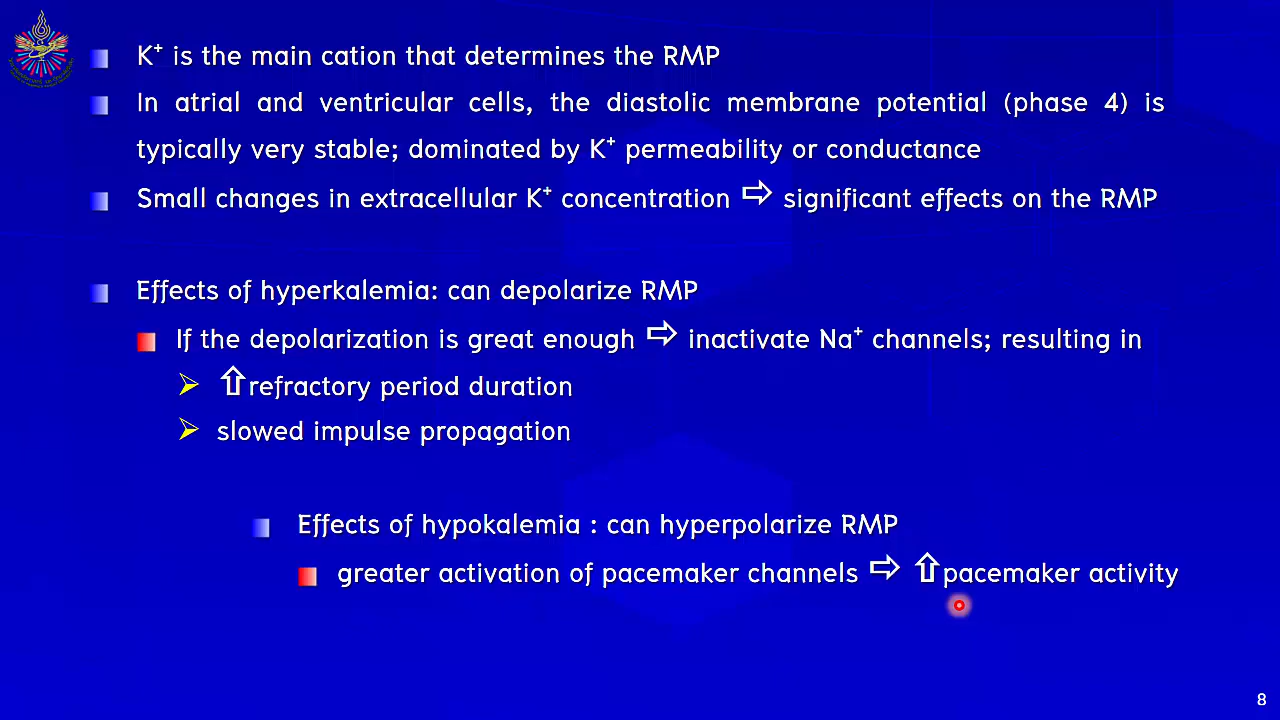 K⁺ is the main cation that determines the RMP
In atrial and ventricular cells, the diastolic membrane potential (phase 4) is
typically very stable; dominated by K⁺ permeability or conductance
Small changes in extracellular K⁺ concentration ⇨ significant effects on the RMP
Effects of hyperkalemia: can depolarize RMP
If the depolarization is great enough ⇨ inactivate Na⁺ channels; resulting in
⇧refractory period duration
slowed impulse propagation
Effects of hypokalemia : can hyperpolarize RMP
greater activation of pacemaker channels ⇨ ⇧pacemaker activity
8